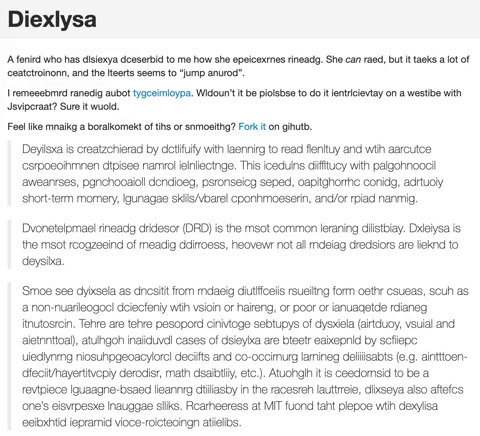 Diexlysa
A fenird who has dlsiexya dceserbid to me how she epeicexrnes rineadg. She can raed, but it taeks a lot of
ceatctroinonn, and the lteerts seems to “jump anurod”.
I remeeebmrd ranedig aubot tygceimloypa. Wldoun’t it be piolsbse to do it ientrlcievtay on a westibe with
Jsvipcraat? Sure it wuold.
Feel like mnaikg a boralkomekt of tihs or snmoeithg? Fork it on gihutb.
Deyilsxa is creatzchierad by dctlifuify with laennirg to read flenltuy and wtih aarcutce
csrpoeoihmnen dtpisee namrol ielnliectnge. This icedulns diiffltucy with palgohnoocil
aweanrses, pgnchooaioll dcndioeg, psronseicg seped, oapitghorrhc conidg, adrtuoiy
short-term momery, lgunagae sklils/vbarel cponhmoeserin, and/or rpiad nanmig.
Dvonetelpmael rineadg dridesor (DRD) is the msot common leraning dilistbiay. Dxleiysa is
the msot rcogzeeind of rneadig ddirroess, heovewr not all rndeiag dredsiors are lieknd to
deysilxa.
Smoe see dyixsela as dncsitit from rndaeig diutlffceiis rsueiltng form oethr csueas, scuh as
a non-nuarileogocl dciecfeniy wtih vsioin or haireng, or poor or ianuaqetde rdianeg
itnutosrcin. Tehre are tehre pesopord cinivtoge sebtupys of dysxiela (airtduoy, vsuial and
aietnnttoal), atulhgoh inaiiduvdl cases of dsieylxa are bteetr eaixepnld by scfiiepc
uiedlynrng niosuhpgeoacylorcl deciifts and co-occimurg lamineg deliiiisabts (e.g. aintttoen-
dfeciit/hayertitvcpiy derodisr, math dsaibtliiy, etc.). Atuohglh it is ceedornsid to be a
revtpiece lguaagne-bsaed lieannrg dtiiliasby in the racesreh lauttrreie, dlixseya also aftefcs
one’s eisvrpesxe lnauggae slliks. Rcarheeress at MIT fuond taht plepoe wtih dexylisa
eeibxhtid iepramid vioce-roicteoingn atiielibs.